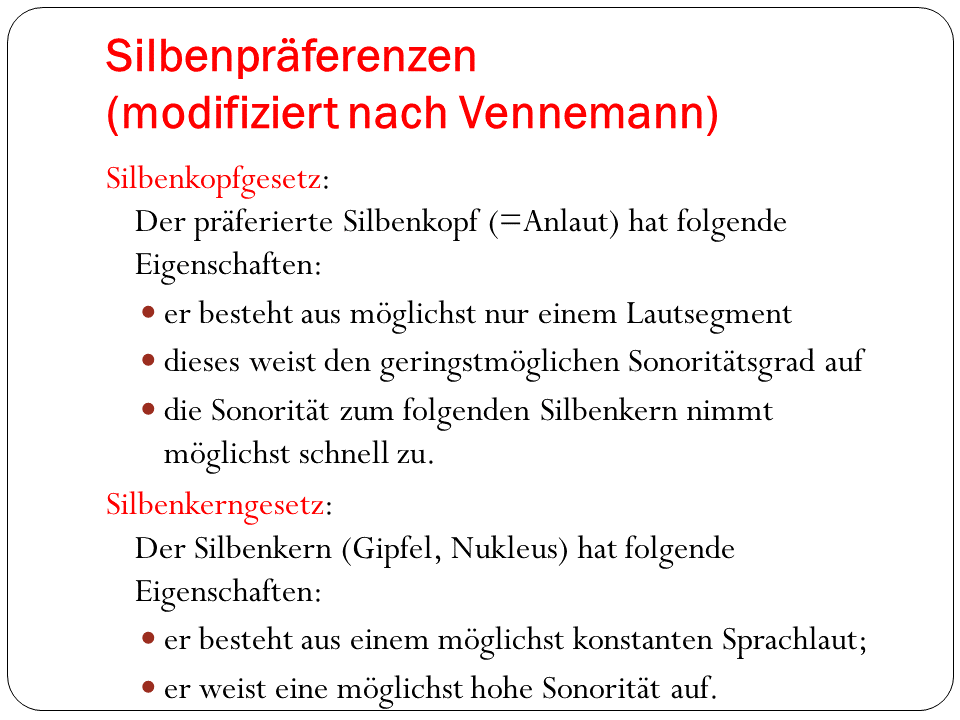 Silbenpräferenzen
(modifiziert nach Vennemann)
Silbenkopfgesetz:
Der präferierte Silbenkopf (=Anlaut) hat folgende
Eigenschaften:
• er besteht aus möglichst nur einem Lautsegment
• dieses weist den geringstmöglichen Sonoritätsgrad auf
• die Sonorität zum folgenden Silbenkern nimmt
möglichst schnell zu.
Silbenkerngesetz:
Der Silbenkern (Gipfel, Nukleus) hat folgende
Eigenschaften:
• er besteht aus einem möglichst konstanten Sprachlaut;
• er weist eine möglichst hohe Sonorität auf.